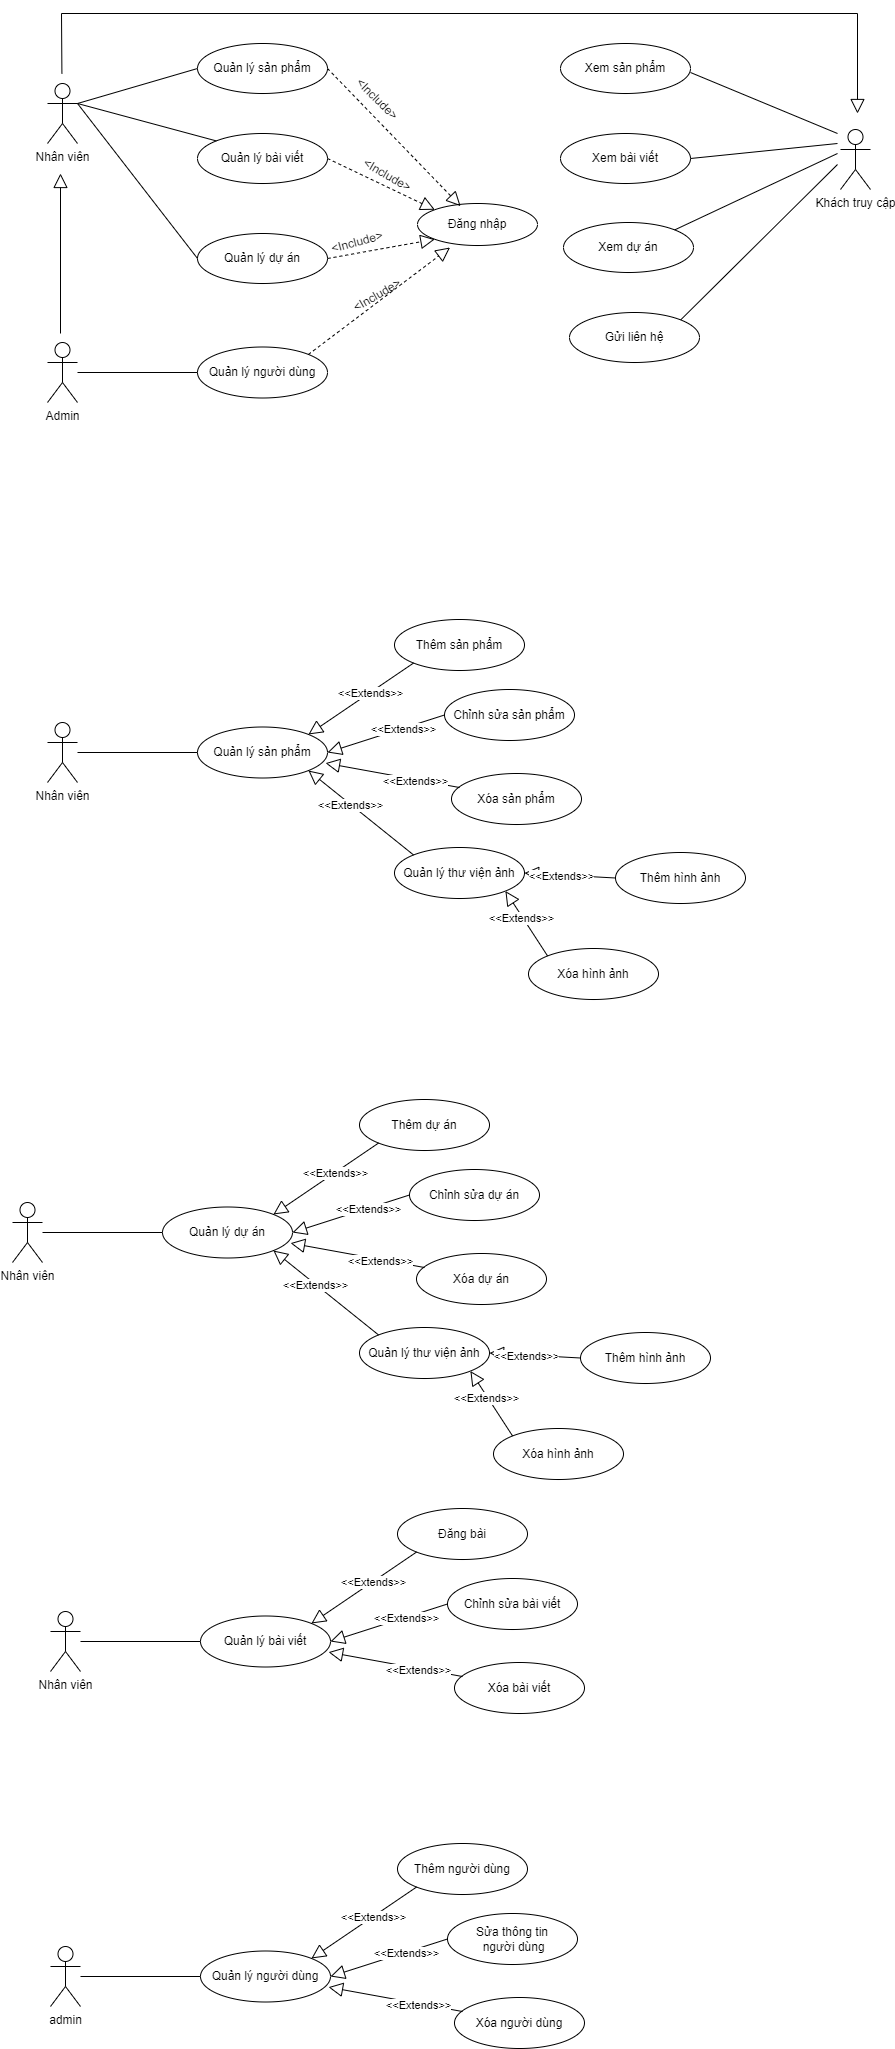 Quản lý sản phẩm
<Include>
Xem sản phẩm
Nhân viên
Quản lý bài viết
<Include>
Xem bài viết
Khách truy cập
Đăng nhập
Quản lý dự án
<Include>
Xem dự án
<Include>
Gửi liên hệ
Quản lý người dùng
Admin
Thêm sản phẩm
<<Extends>>
Chỉnh sửa sản phẩm
<<Extends>>
Quản lý sản phẩm
Nhân viên
<<Extends>>
Xóa sản phẩm
<<Extends>>
Quản lý thư viện ảnh
<<Extends>>
Thêm hình ảnh
<<Extends>>
Xóa hình ảnh
Thêm dự án
<<Extends>>
Chỉnh sửa dự án
<<Extends>>
Quản lý dự án
Nhân viên
<<Extends>>
Xóa dự án
<<Extends>>
Quản lý thư viện ảnh
<<Extends>>
Thêm hình ảnh
<<Extends>>
Xóa hình ảnh
Đăng bài
<<Extends>>
Chỉnh sửa bài viết
<<Extends>>
Quản lý bài viết
Nhân viên
<<Extends>>
Xóa bài viết
Thêm người dùng
<<Extends>>
Sửa thông tin
người dùng
<<Extends>>
Quản lý người dùng
admin
<<Extends>>
Xóa người dùng